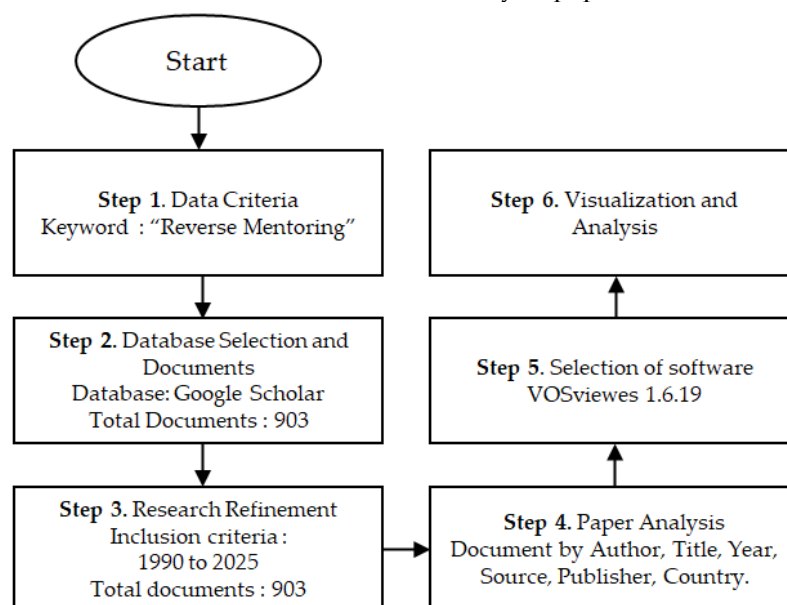 Start
Step 1. Data Criteria
Keyword : “Reverse Mentoring”
Step 2. Database Selection and
Documents
Database: Google Scholar
Total Documents : 903
Step 3. Research Refinement
Inclusion criteria :
1990 to 2025
Total documents : 903
Step 4. Paper Analysis
Document by Author, Title, Year,
Source, Publisher, Country.
Step 5. Selection of software
VOSviewes 1.6.19
Step 6. Visualization and
Analysis